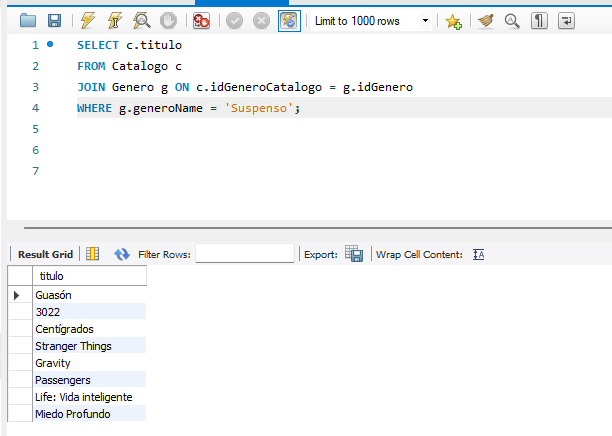 Limit to 1000 rows
1 SELECT c.titulo
2 FROM Catalogo c
3 JOIN Genero g ON c.idGeneroCatalogo = g.idGenero
4 WHERE g.generoName = 'Suspenso';
5
6
7
Result Grid Filter Rows: Export: Wrap Cell Content:
titulo
Guasón
3022
Centígrados
Stranger Things
Gravity
Passengers
Life: Vida inteligente
Miedo Profundo